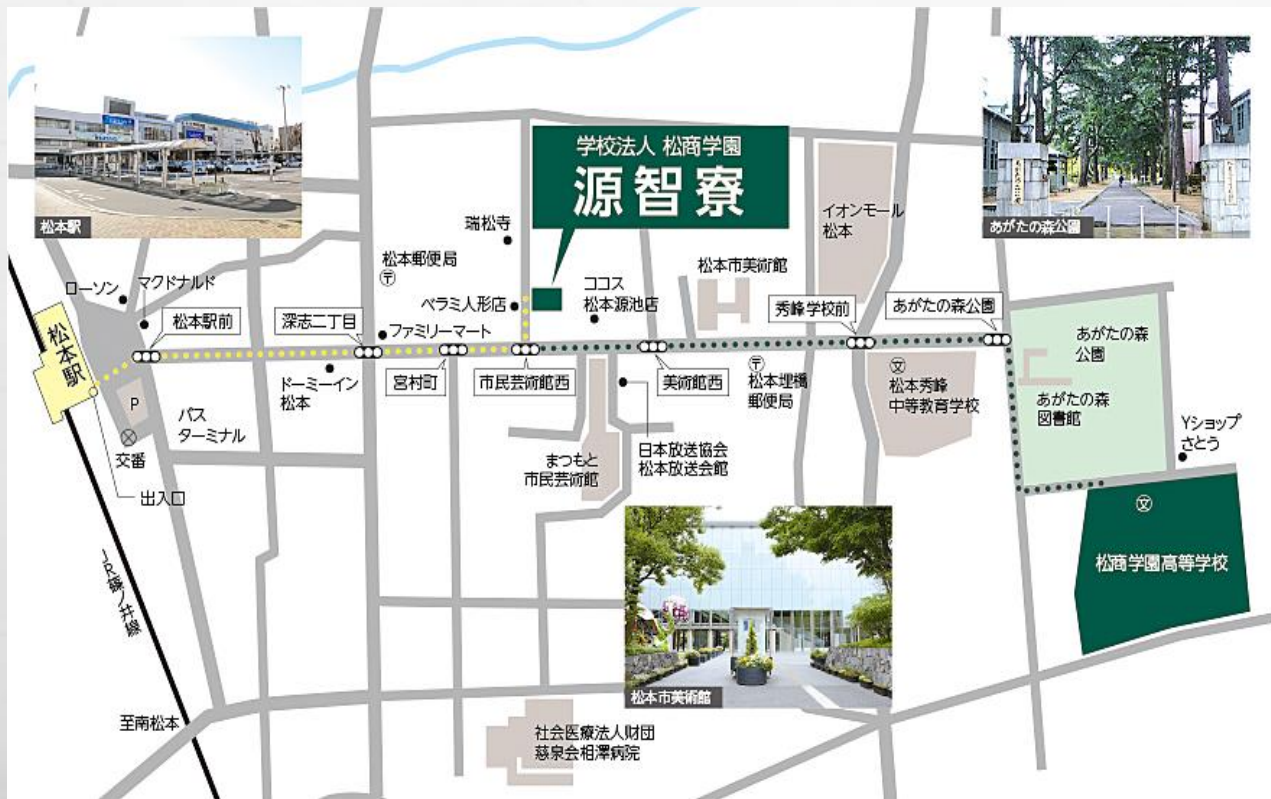 学校法人 松商学園
源智寮
松本駅
あがたの森公園
イオンモール
松本
瑞松寺
松本郵便局
〒
松本市美術館
ココス
松本源池店
ローソン
マクドナルド
ベラミ人形店
松本駅前
深志二丁目
ファミリーマート
秀峰学校前
あがたの森公園
松本駅
宮村町
市民芸術館西
美術館西
〒
松本埋橋
郵便局
文
松本秀峰
中等教育学校
あがたの森
公園
あがたの森
図書館
ドーミーイン
松本
P
バス
ターミナル
交番
出入口
まつもと
市民芸術館
日本放送協会
松本放送会館
Yショップ
さとう
文
松商学園高等学校
JR篠ノ井線
松本市美術館
至南松本
社会医療法人財団
慈泉会相澤病院